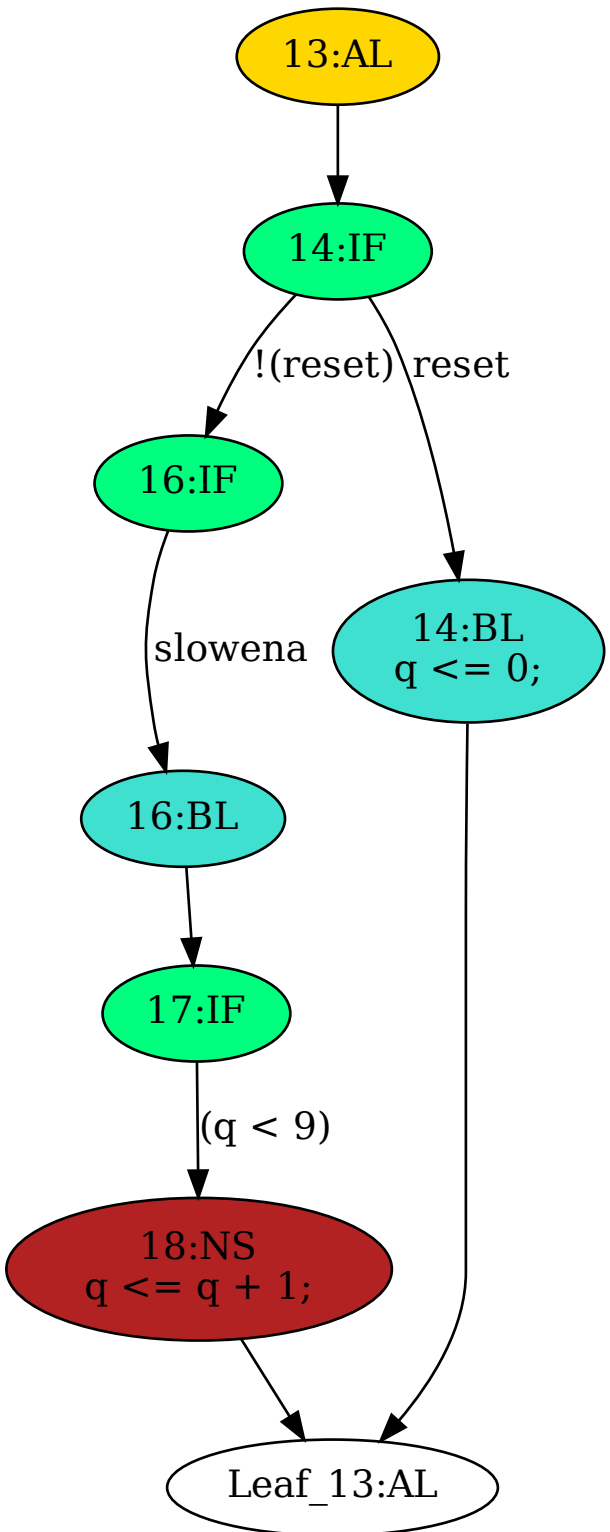 13:AL
14:IF
!(reset)
reset
16:IF
14:BL
q <= 0;
slowena
16:BL
17:IF
(q < 9)
18:NS
q <= q + 1;
Leaf_13:AL